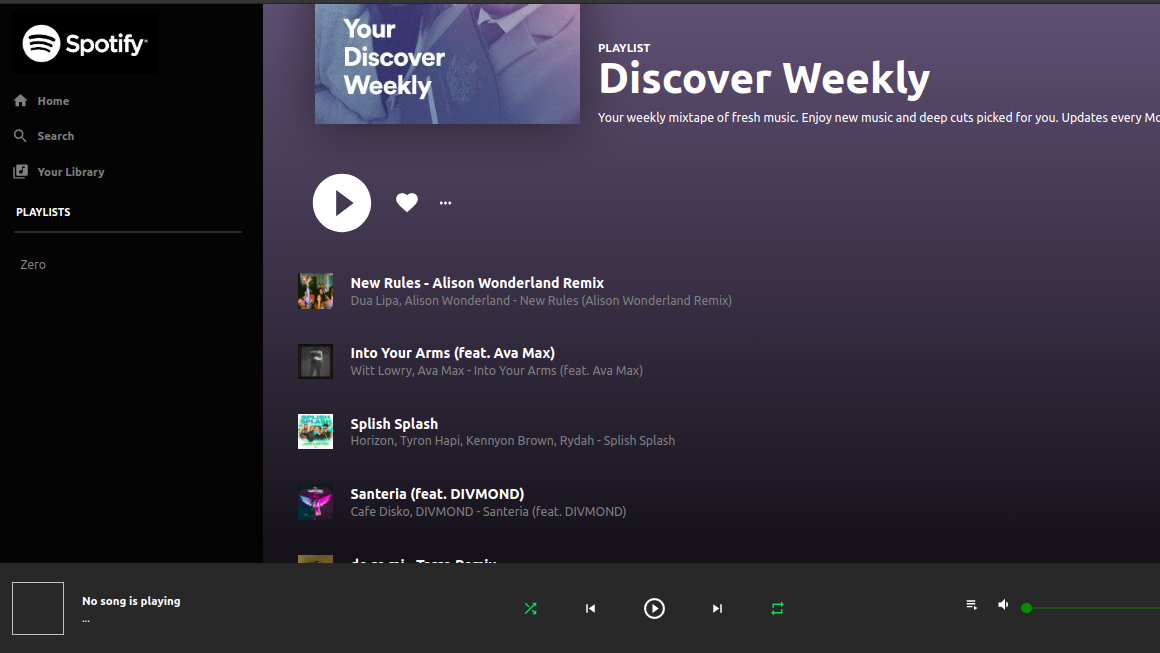 Spotify
Home
Search
Your Library
PLAYLISTS
Zero
Your
Discover
Weekly
PLAYLIST
Discover Weekly
Your weekly mixtape of fresh music. Enjoy new music and deep cuts picked for you. Updates every Mo
...
New Rules - Alison Wonderland Remix
Dua Lipa, Alison Wonderland - New Rules (Alison Wonderland Remix)
Into Your Arms (feat. Ava Max)
Witt Lowry, Ava Max - Into Your Arms (feat. Ava Max)
SPLISH
SPLASH
Splish Splash
Horizon, Tyron Hapi, Kennyon Brown, Rydah - Splish Splash
Santeria (feat. DIVMOND)
Cafe Disko, DIVMOND - Santeria (feat. DIVMOND)
No song is playing
...